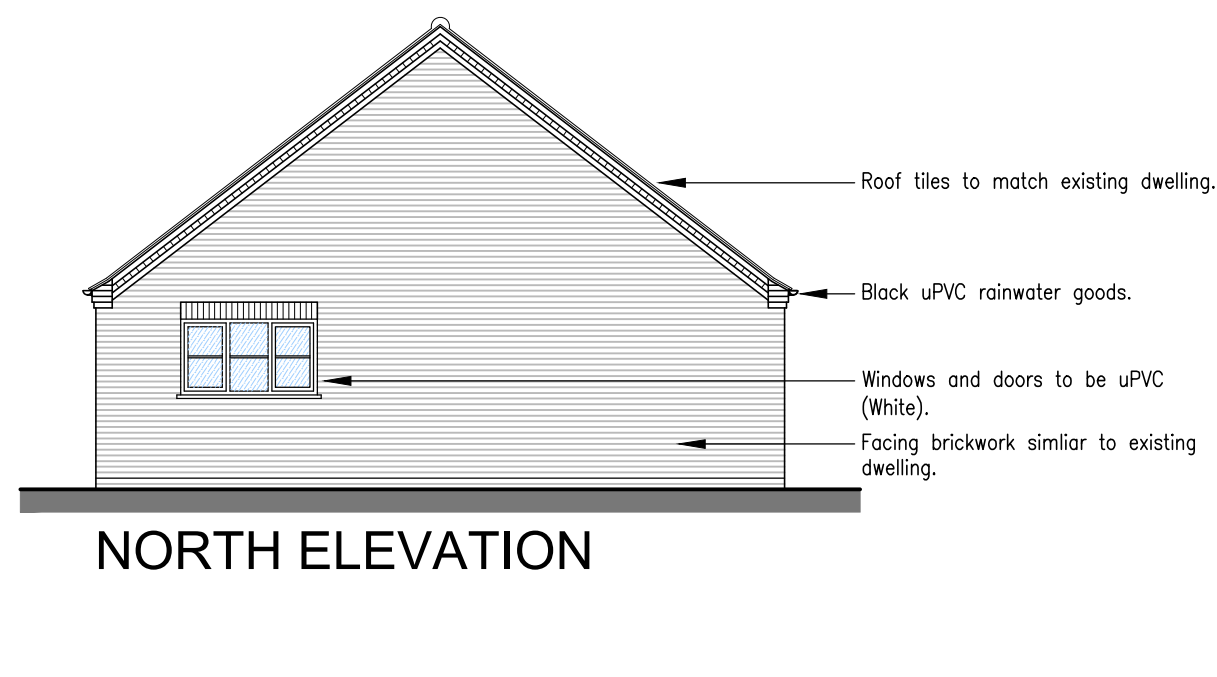 Roof tiles to match existing dwelling.
Black uPVC rainwater goods.
Windows and doors to be uPVC
(White).
Facing brickwork simliar to existing
dwelling.
NORTH ELEVATION